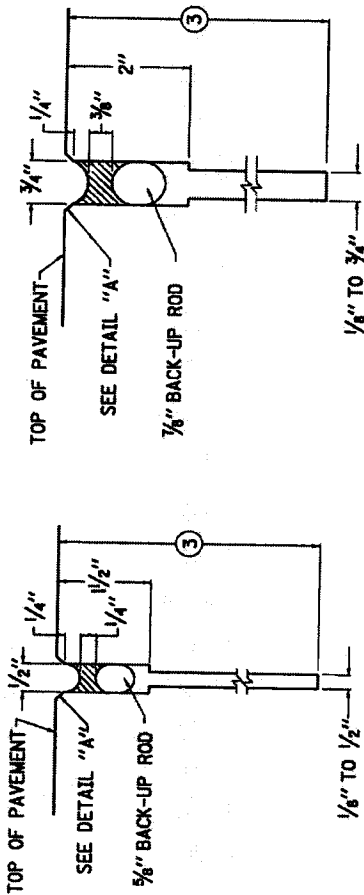 TOP OF PAVEMENT
1/2"
1/4"
SEE DETAIL "A"
1/4"
1 1/2"
5/8" BACK-UP ROD
3
1/8" TO 1/2"
TOP OF PAVEMENT
3/4"
1/4"
SEE DETAIL "A"
3/8"
2"
7/8" BACK-UP ROD
3
1/8" TO 3/4"